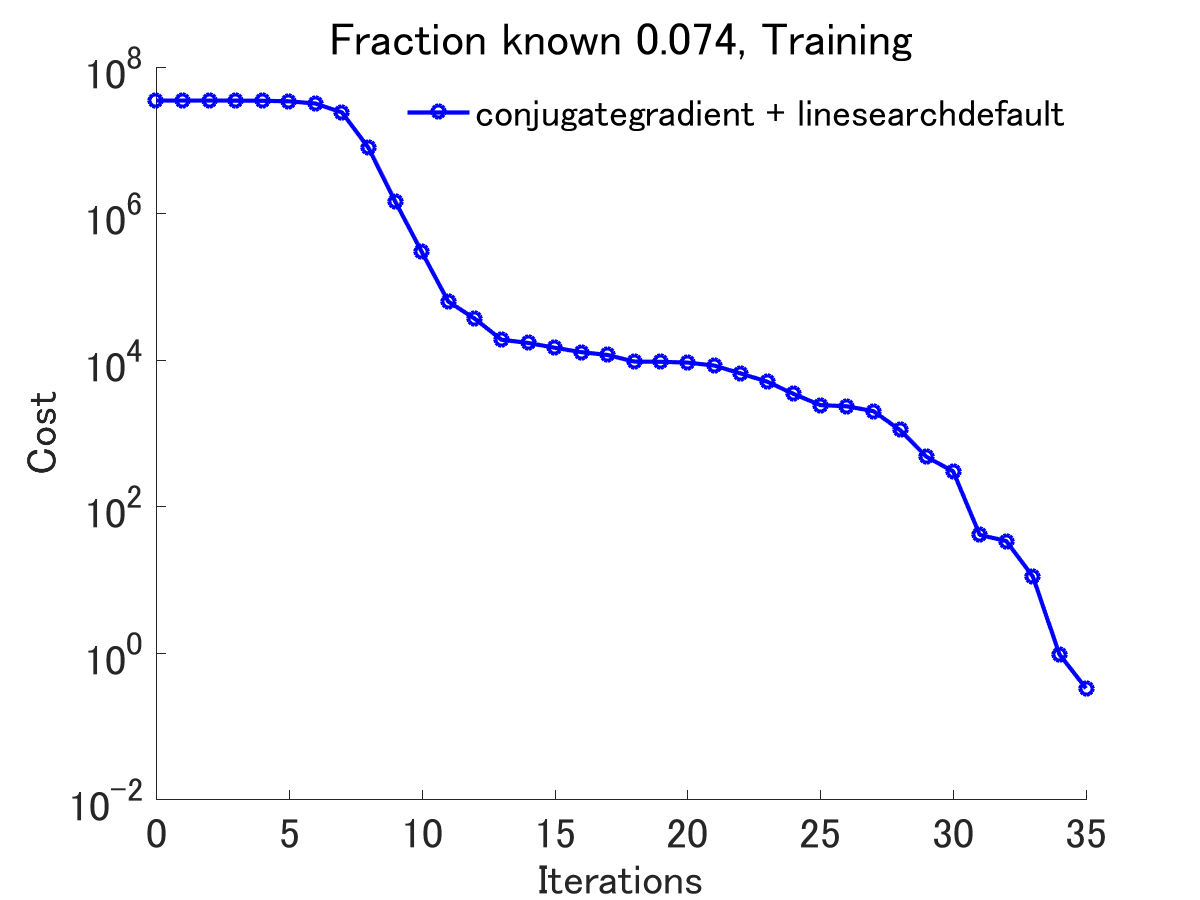 Fraction known 0.074, Training
conjugategradient + linesearchdefault
10^8
10^6
10^4
10^2
10^0
10^−2
Cost
0 5 10 15 20 25 30 35
Iterations